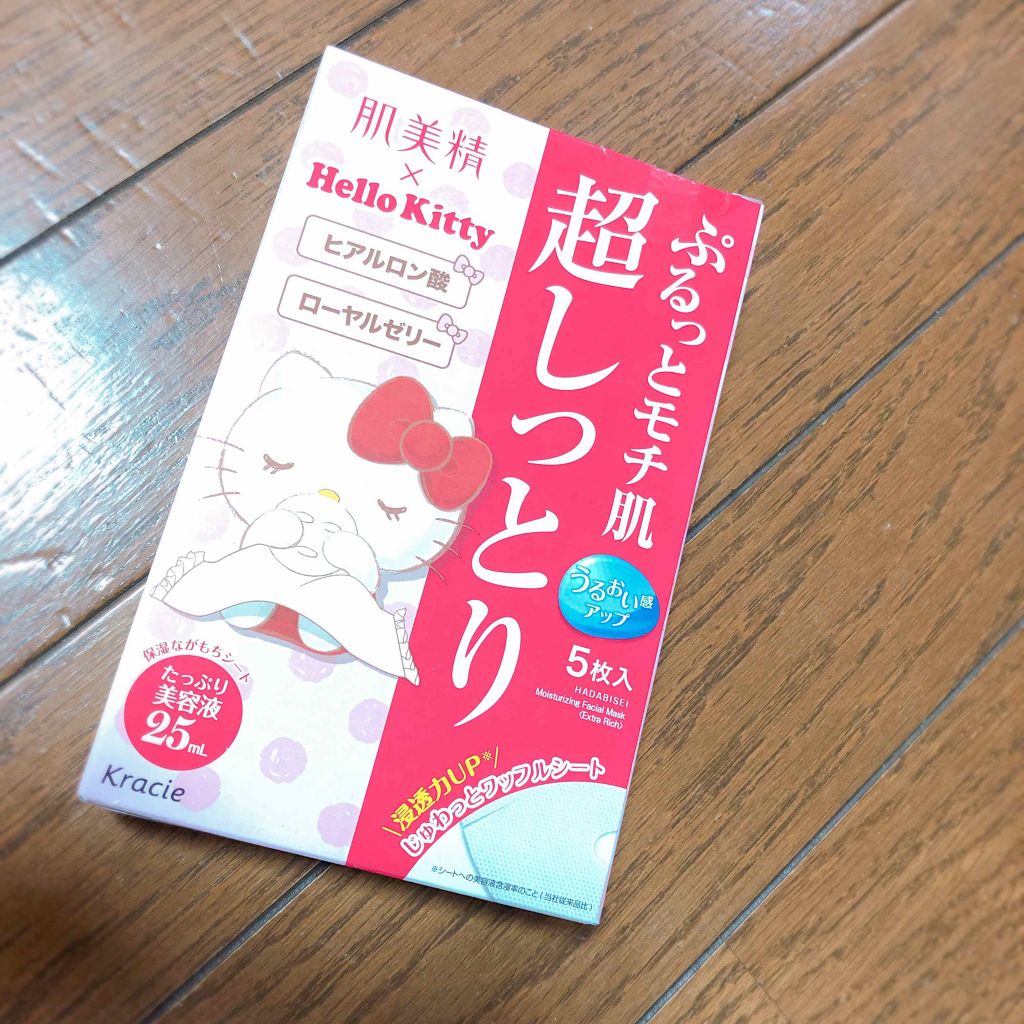 肌美精
×
Hello Kitty
ヒアルロン酸
ローヤルゼリー
ぷるっとモチ肌
超しっとり
うるおい感
アップ
5枚入
HADABISEI
Moisturizing Facial Mask
〈Extra Rich〉
保湿ながもちシート
たっぷり
美容液
25mL
Kracie
浸透力UP※
じゅわっとワッフルシート
※シートへの美容液含浸率のこと(当社従来品比)